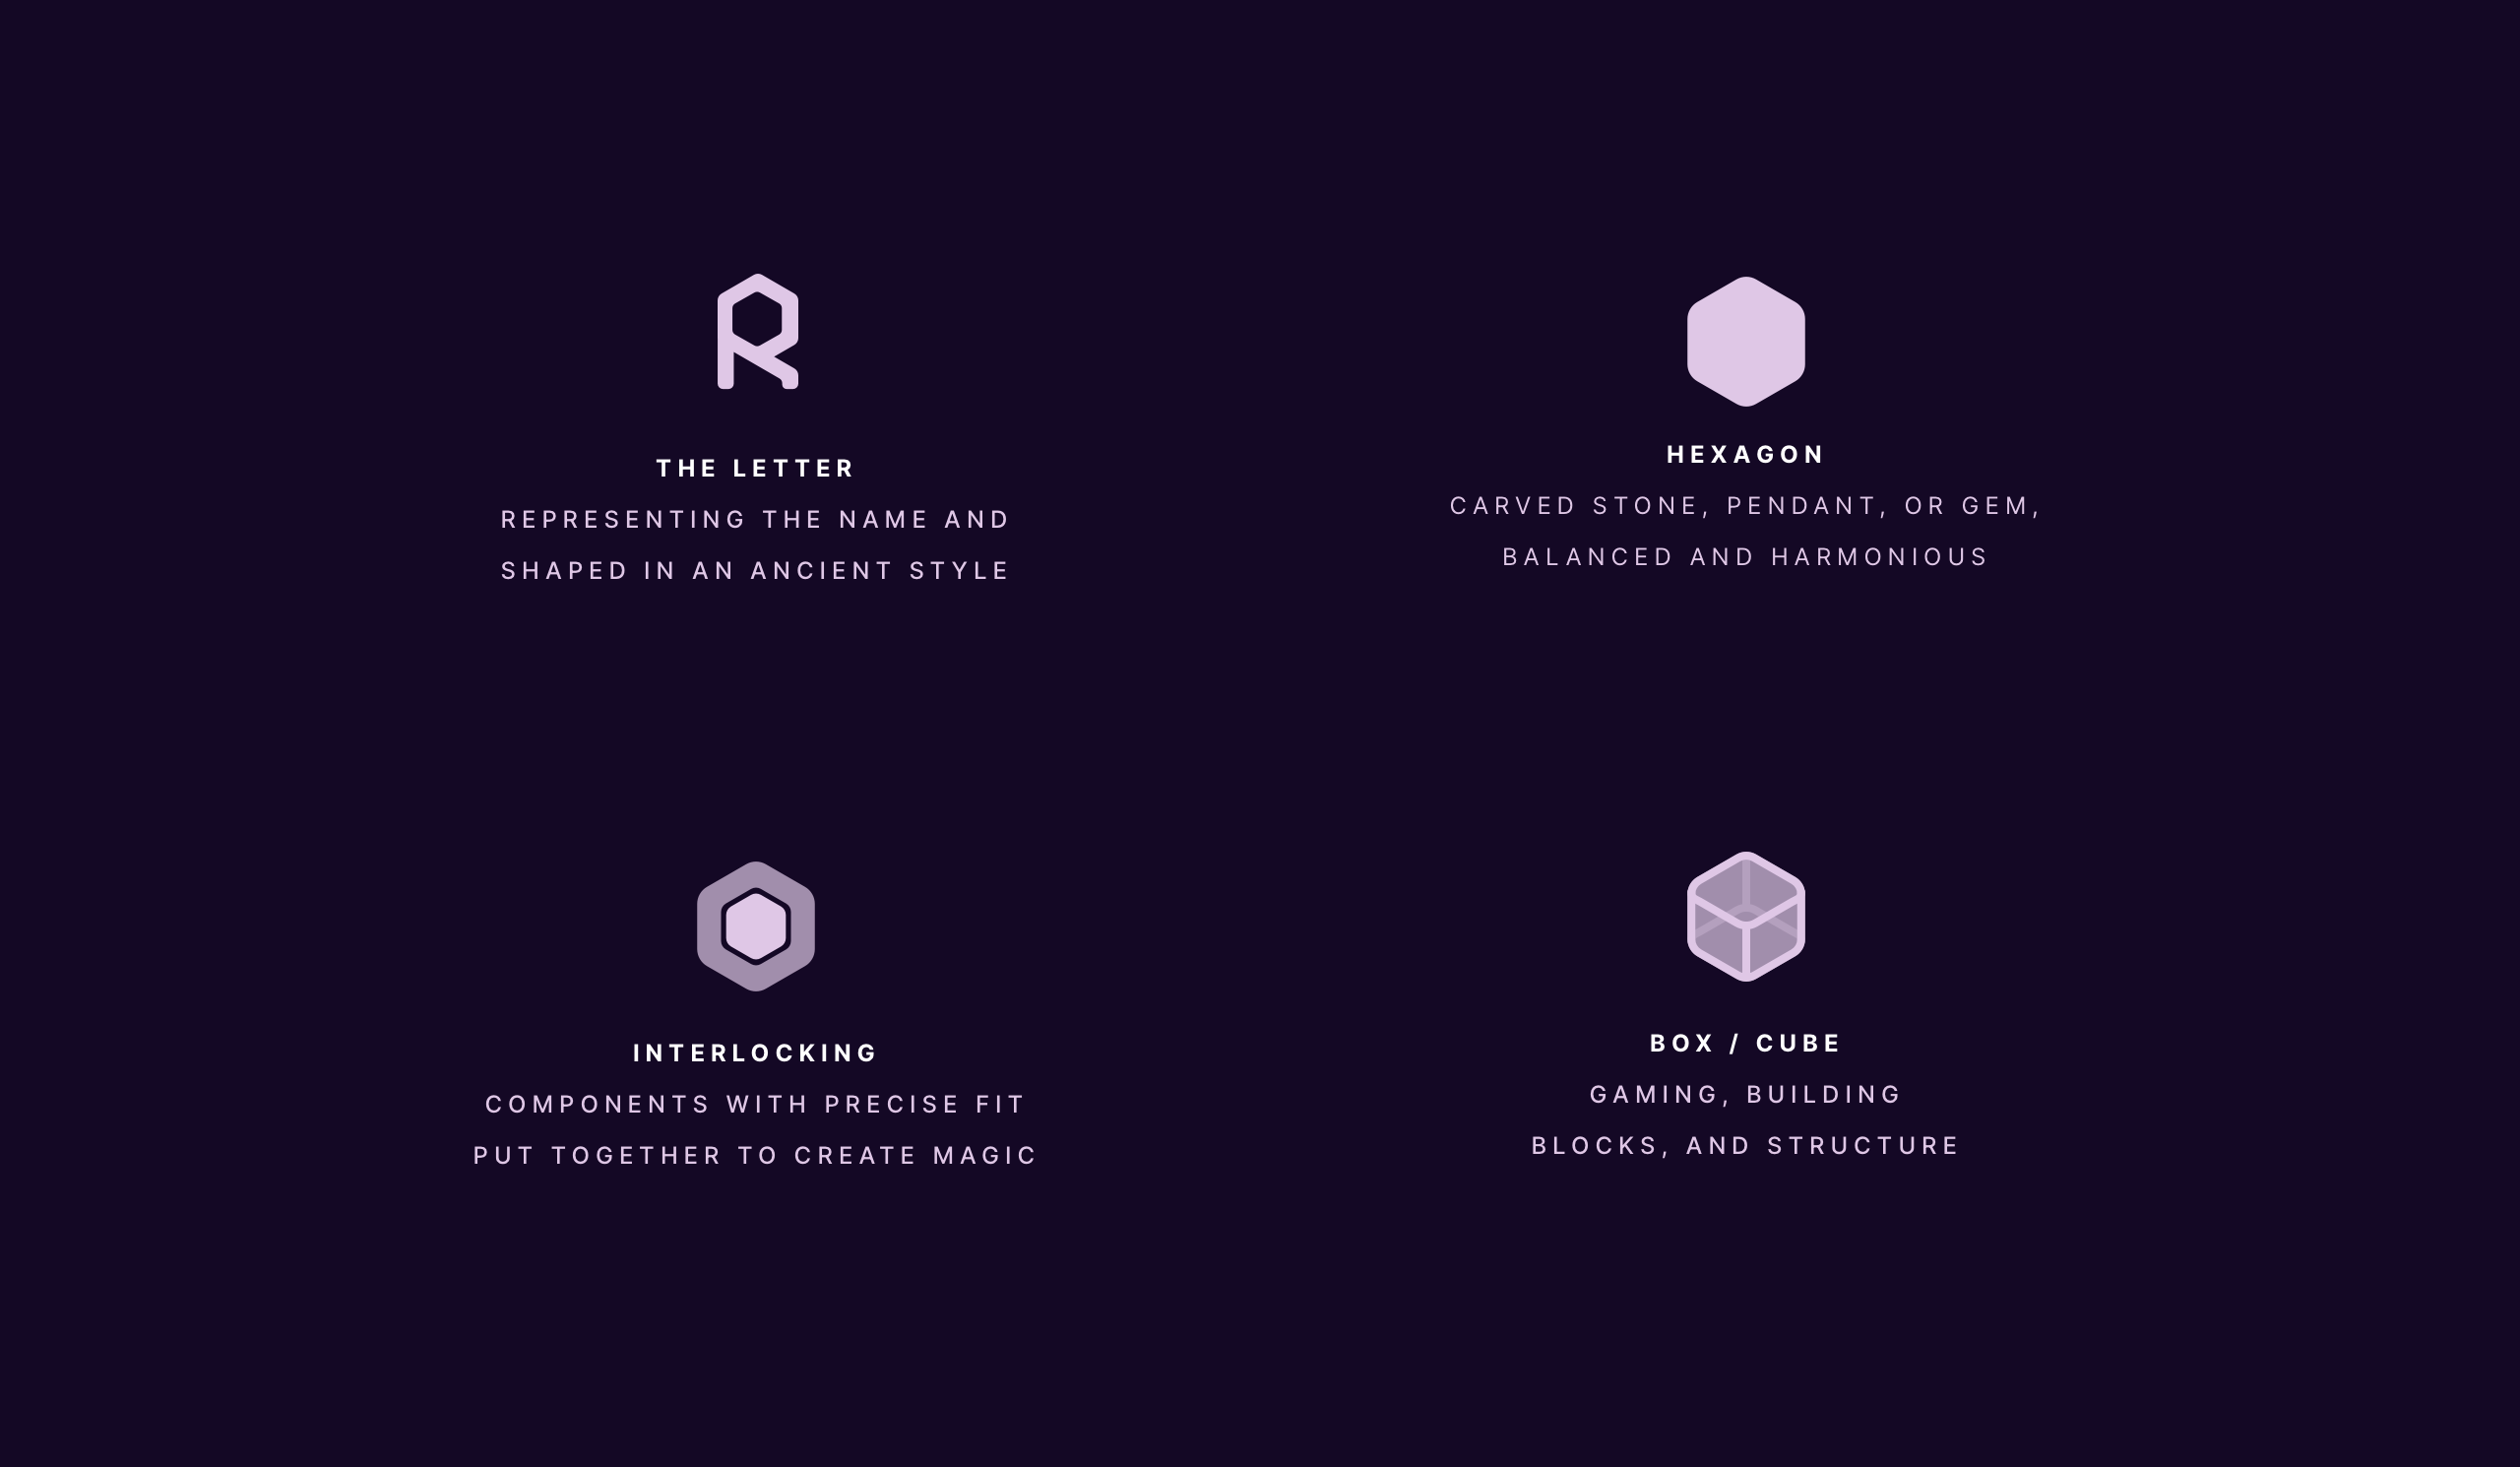 R
THE LETTER
REPRESENTING THE NAME AND
SHAPED IN AN ANCIENT STYLE
HEXAGON
CARVED STONE, PENDANT, OR GEM,
BALANCED AND HARMONIOUS
INTERLOCKING
COMPONENTS WITH PRECISE FIT
PUT TOGETHER TO CREATE MAGIC
BOX / CUBE
GAMING, BUILDING
BLOCKS, AND STRUCTURE